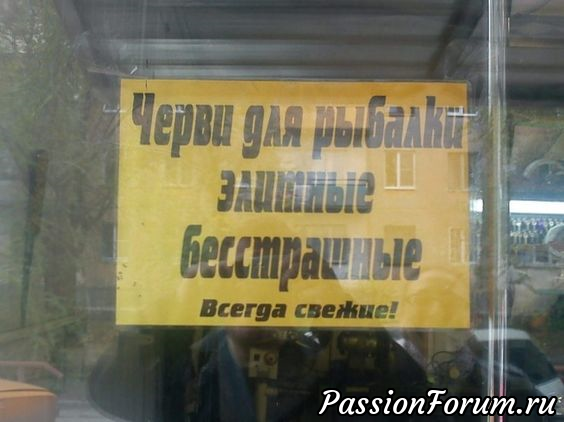 Черви для рыбалки
элитные
бесстрашные
Всегда свежие!
PassionForum.ru